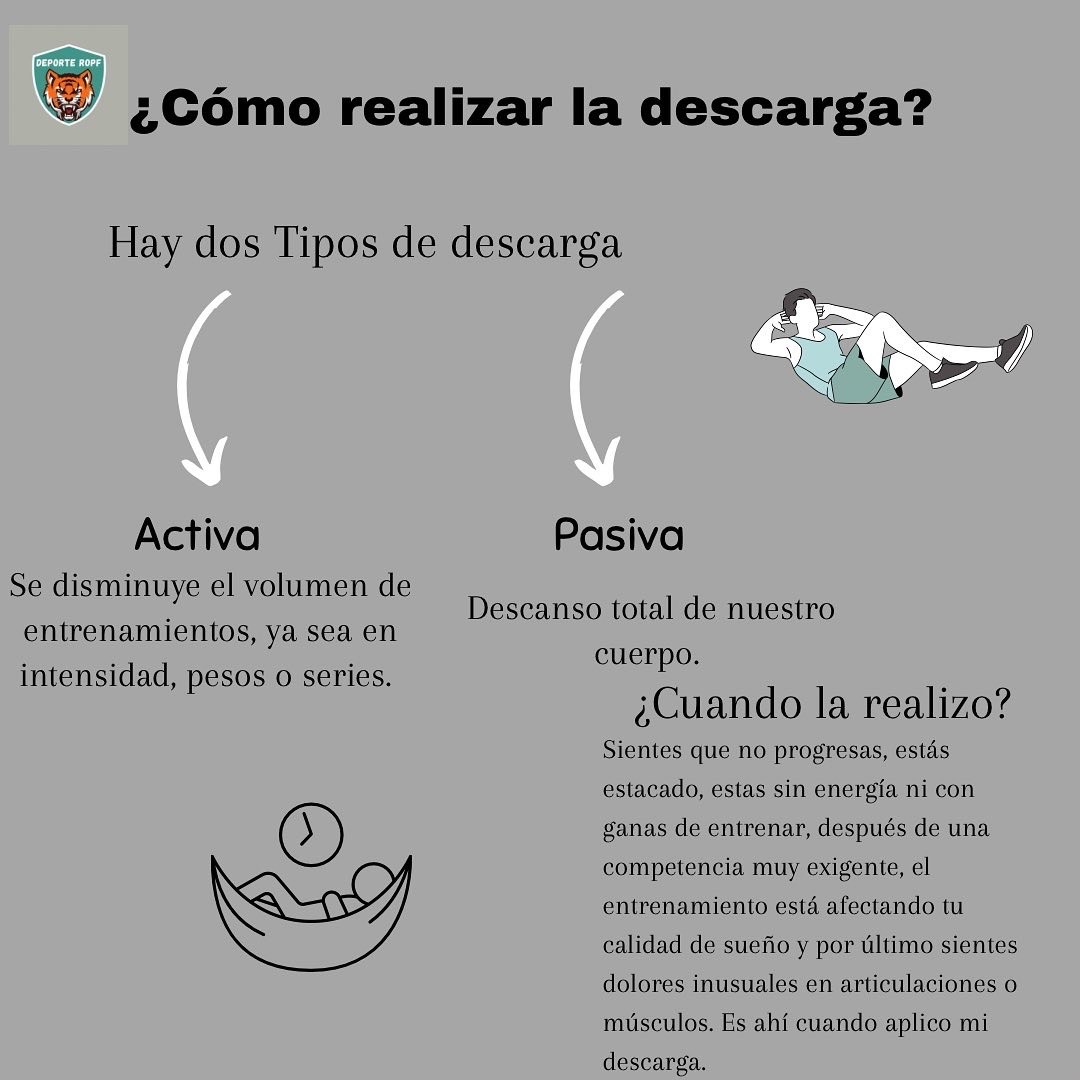 DEPORTE ROPF
¿Cómo realizar la descarga?
Hay dos Tipos de descarga
Activa
Se disminuye el volumen de
entrenamientos, ya sea en
intensidad, pesos o series.
Pasiva
Descanso total de nuestro
cuerpo.
¿Cuando la realizo?
Sientes que no progresas, estás
estacado, estas sin energía ni con
ganas de entrenar, después de una
competencia muy exigente, el
entrenamiento está afectando tu
calidad de sueño y por último sientes
dolores inusuales en articulaciones o
músculos. Es ahí cuando aplico mi
descarga.